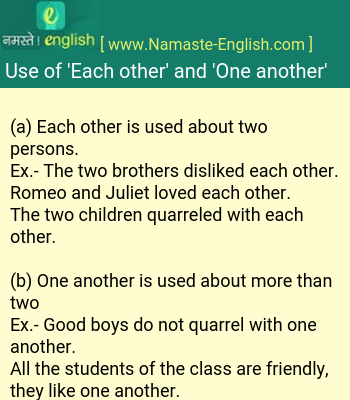 नमस्ते! english [ www.Namaste-English.com ]
Use of 'Each other' and 'One another'
(a) Each other is used about two
persons.
Ex.- The two brothers disliked each other.
Romeo and Juliet loved each other.
The two children quarreled with each
other.
(b) One another is used about more than
two
Ex.- Good boys do not quarrel with one
another.
All the students of the class are friendly,
they like one another.